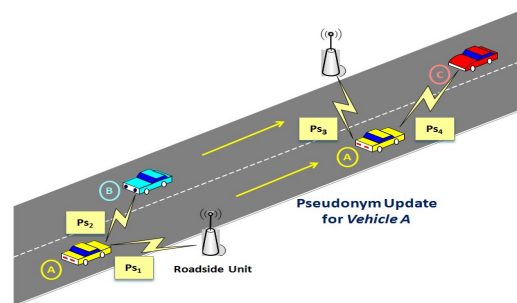 C
Ps3
Ps4
A
B
Pseudonym Update
for Vehicle A
Ps2
A
Ps1
Roadside Unit